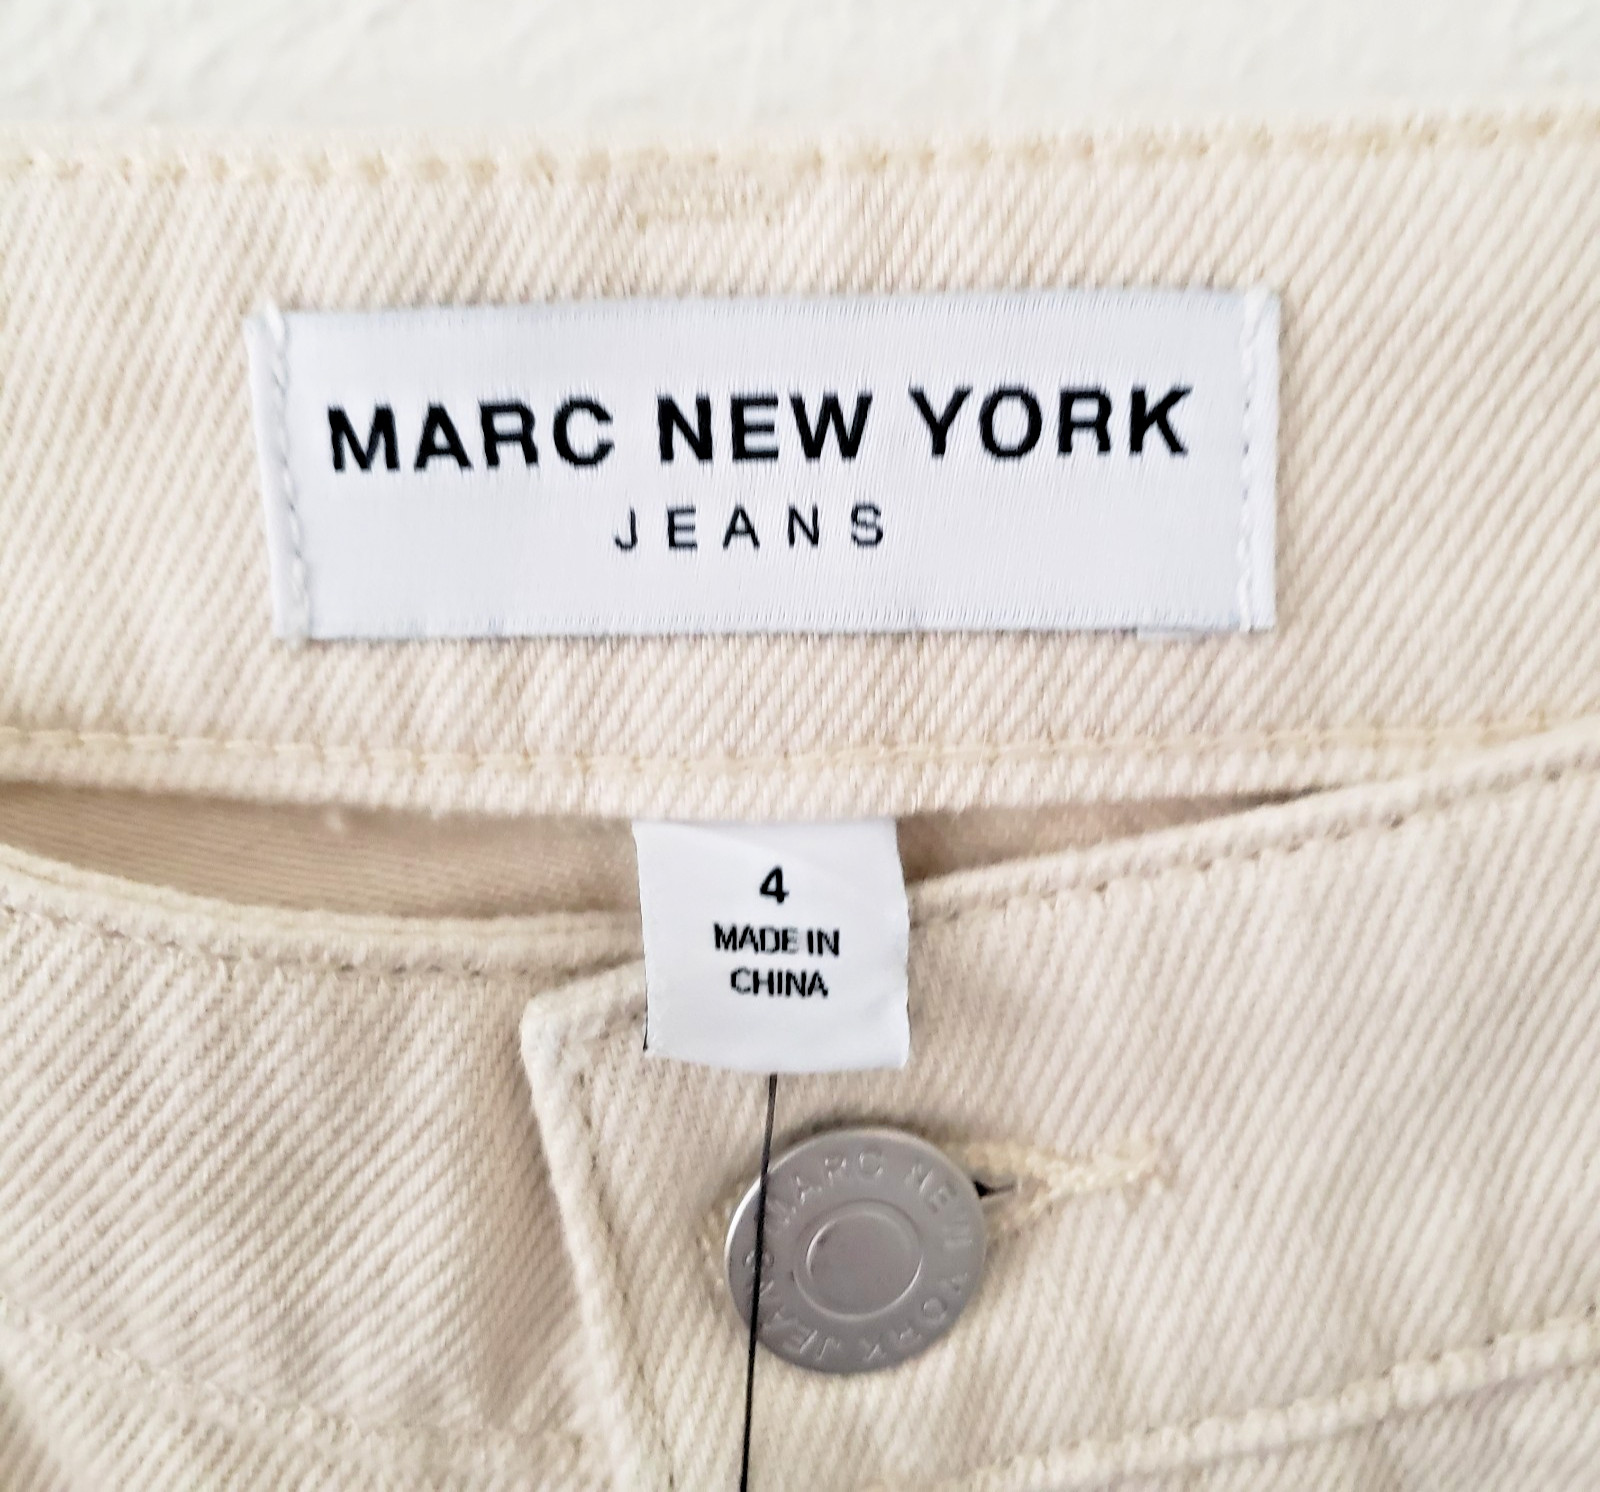 MARC NEW YORK
JEANS
4
MADE IN
CHINA
MARC NEW YORK JEANS